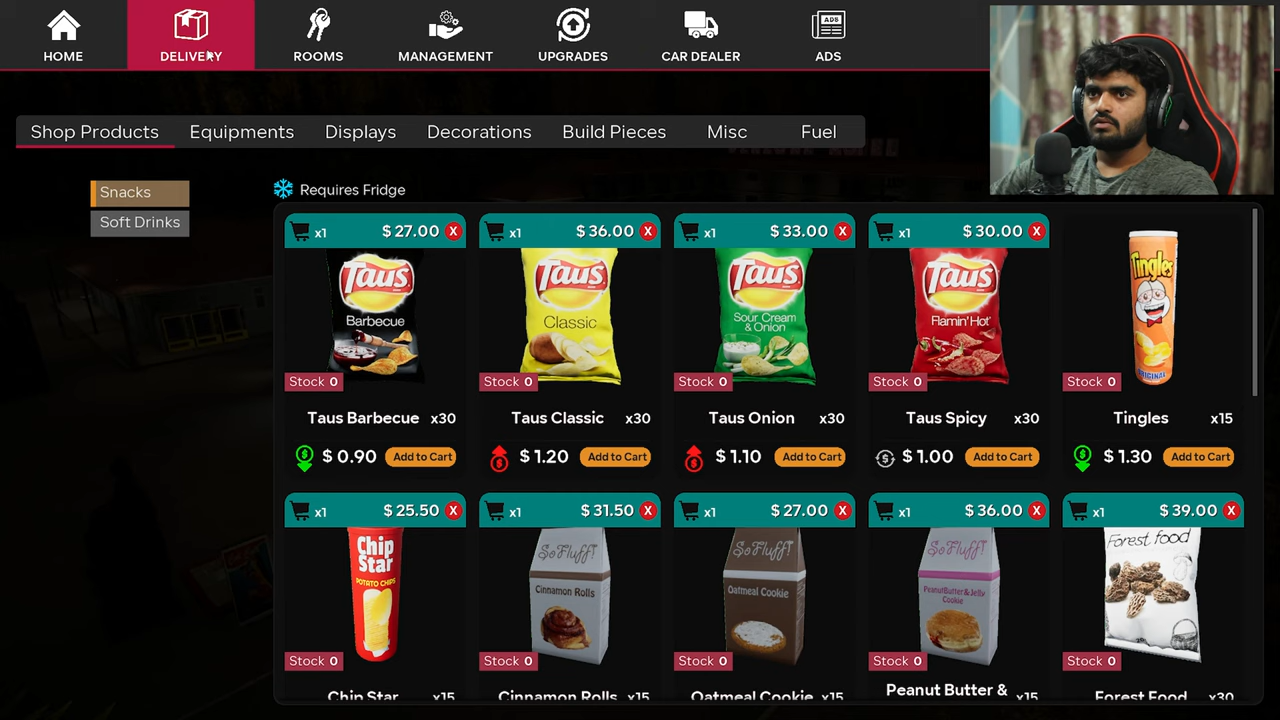 HOME
DELIVERY
ROOMS
MANAGEMENT
UPGRADES
CAR DEALER
ADS
ADS
Shop Products
Equipments
Displays
Decorations
Build Pieces
Misc
Fuel
Snacks
Soft Drinks
Requires Fridge
x1 $ 27.00 X
x1 $ 36.00 X
x1 $ 33.00 X
x1 $ 30.00 X
Taus
Barbecue
Taus
Classic
Taus
Sour Cream
& Onion
Taus
Flamin' Hot
Tingles
ORIGINAL
Stock 0
Stock 0
Stock 0
Stock 0
Stock 0
Taus Barbecue x30
Taus Classic x30
Taus Onion x30
Taus Spicy x30
Tingles x15
$ 0.90 Add to Cart
$ 1.20 Add to Cart
$ 1.10 Add to Cart
$ 1.00 Add to Cart
$ 1.30 Add to Cart
x1 $ 25.50 X
x1 $ 31.50 X
x1 $ 27.00 X
x1 $ 36.00 X
x1 $ 39.00 X
Chip
Star
POTATO CHIPS
SoFluff!
Cinnamon Rolls
SoFluff!
Oatmeal Cookie
SoFluff!
PeanutButter&Jelly
Cookie
Forest food
Stock 0
Stock 0
Stock 0
Stock 0
Stock 0
Chip Star x15
Cinnamon Rolls x15
Oatmeal Cookie x15
Peanut Butter & x15
Forest Food x30